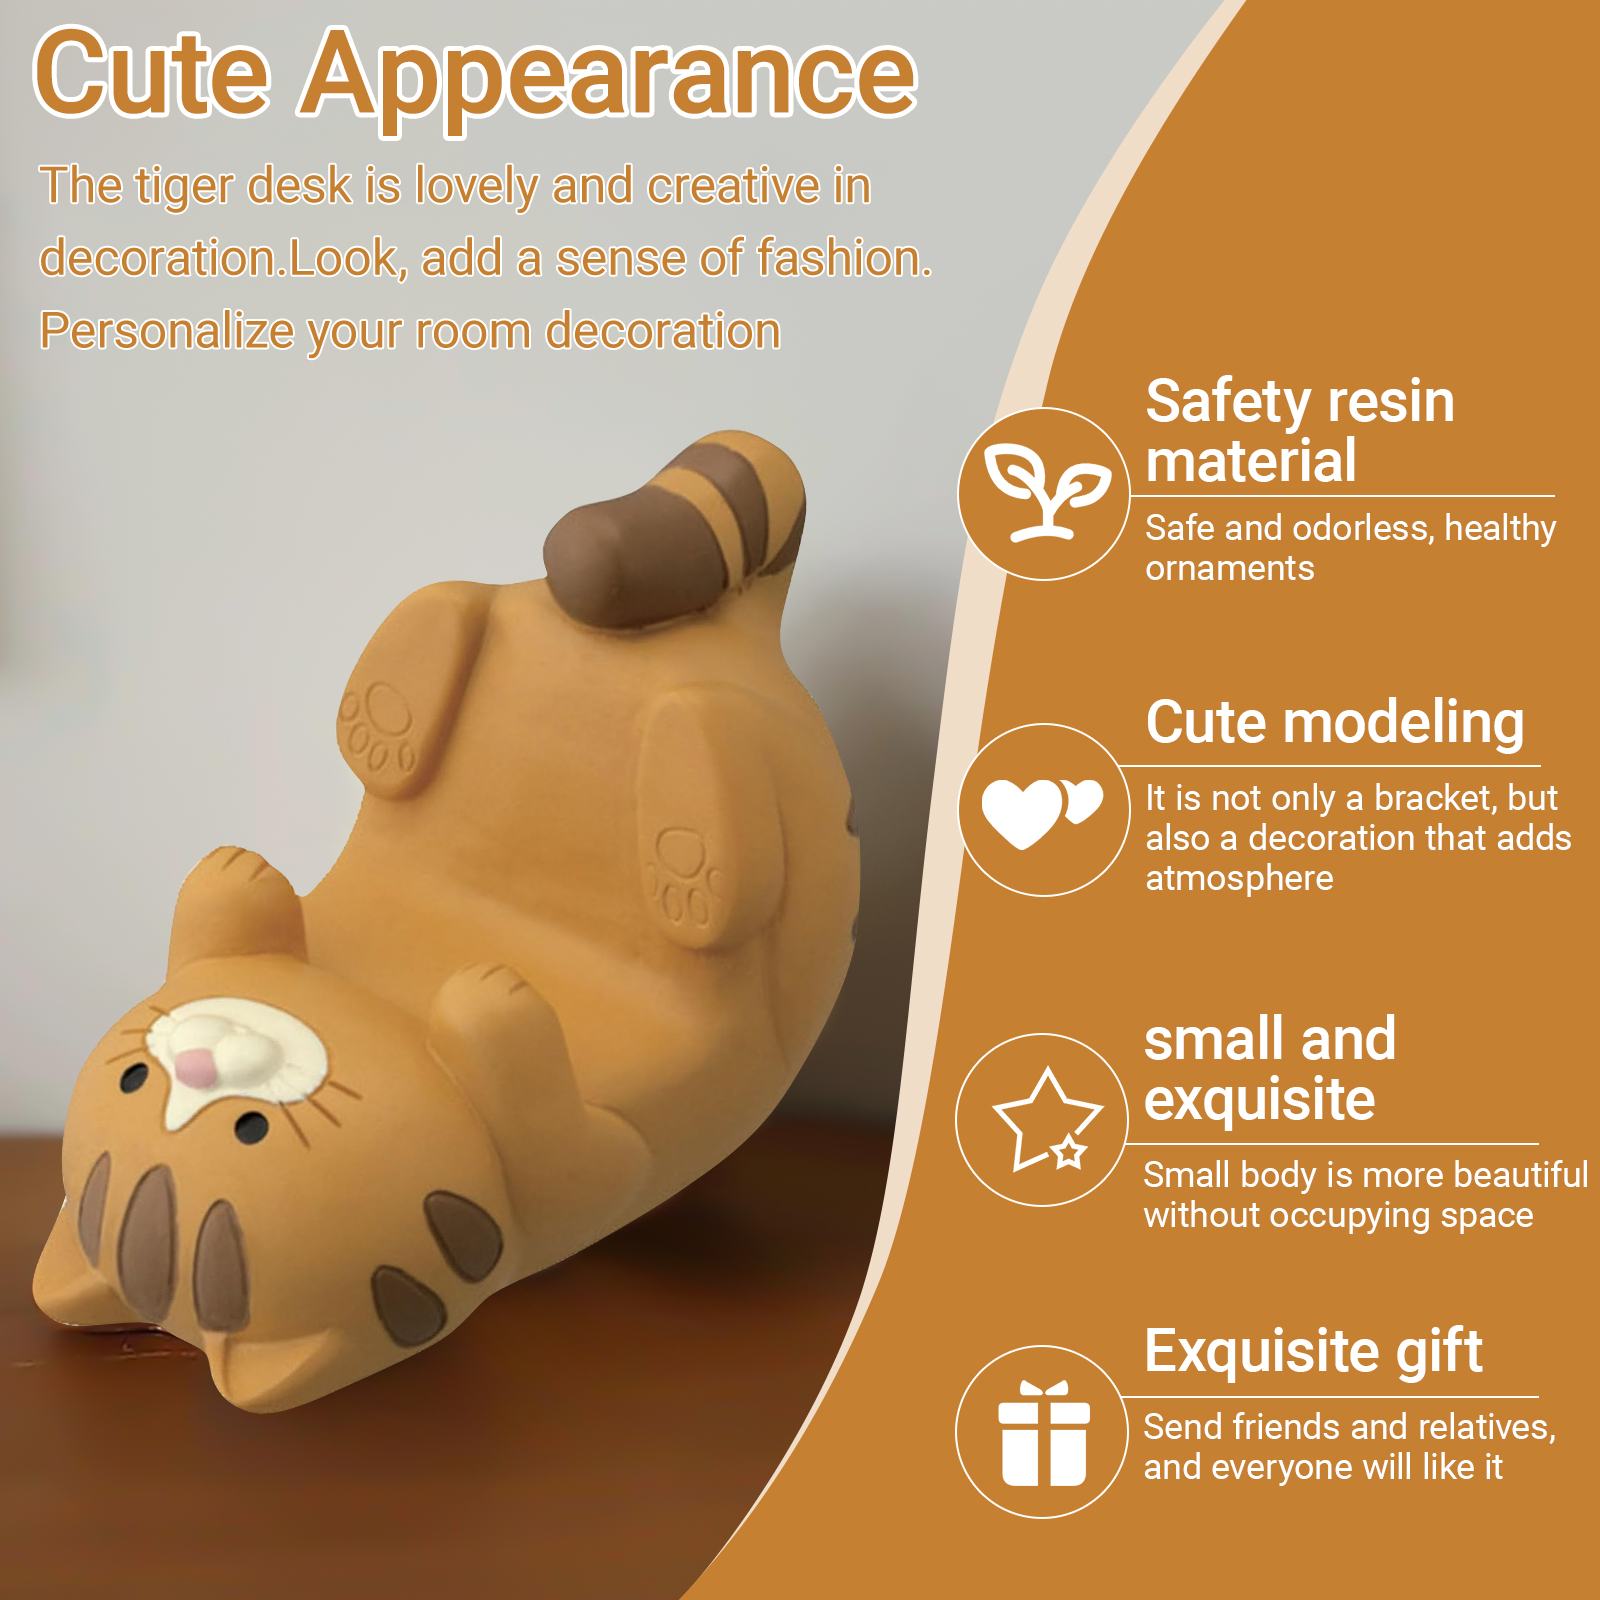 Cute Appearance
The tiger desk is lovely and creative in
decoration.Look, add a sense of fashion.
Personalize your room decoration
Safety resin
material
Safe and odorless, healthy
ornaments
Cute modeling
It is not only a bracket, but
also a decoration that adds
atmosphere
small and
exquisite
Small body is more beautiful
without occupying space
Exquisite gift
Send friends and relatives,
and everyone will like it